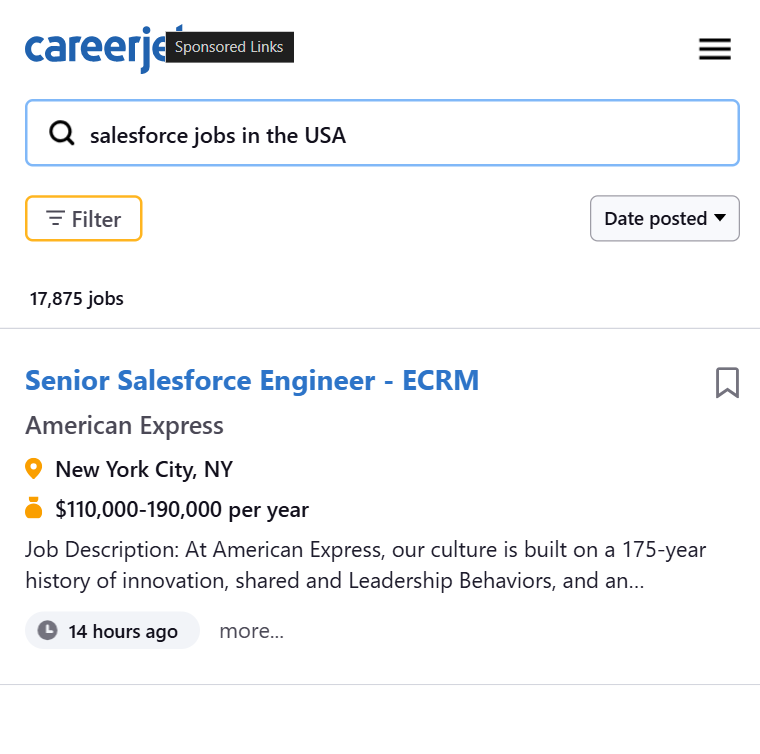 careerje
Sponsored Links
salesforce jobs in the USA
Filter
Date posted
17,875 jobs
Senior Salesforce Engineer - ECRM
American Express
New York City, NY
$110,000-190,000 per year
Job Description: At American Express, our culture is built on a 175-year
history of innovation, shared and Leadership Behaviors, and an...
14 hours ago
more...